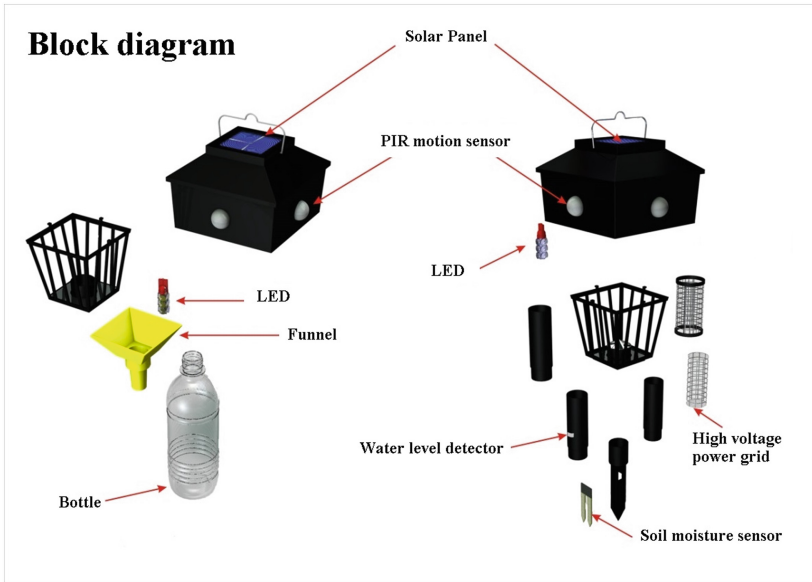 Block diagram
Solar Panel
PIR motion sensor
LED
LED
Funnel
Water level detector
High voltage
power grid
Bottle
Soil moisture sensor